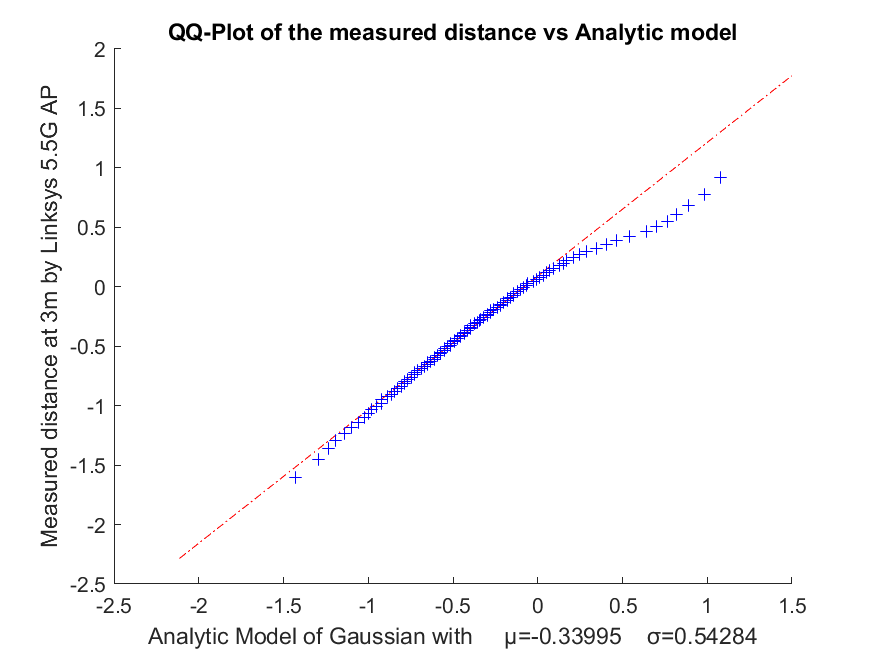 QQ-Plot of the measured distance vs Analytic model
Measured distance at 3m by Linksys 5.5G AP
2
1.5
1
0.5
0
-0.5
-1
-1.5
-2
-2.5
-2.5 -2 -1.5 -1 -0.5 0 0.5 1 1.5
Analytic Model of Gaussian with μ=-0.33995 σ=0.54284